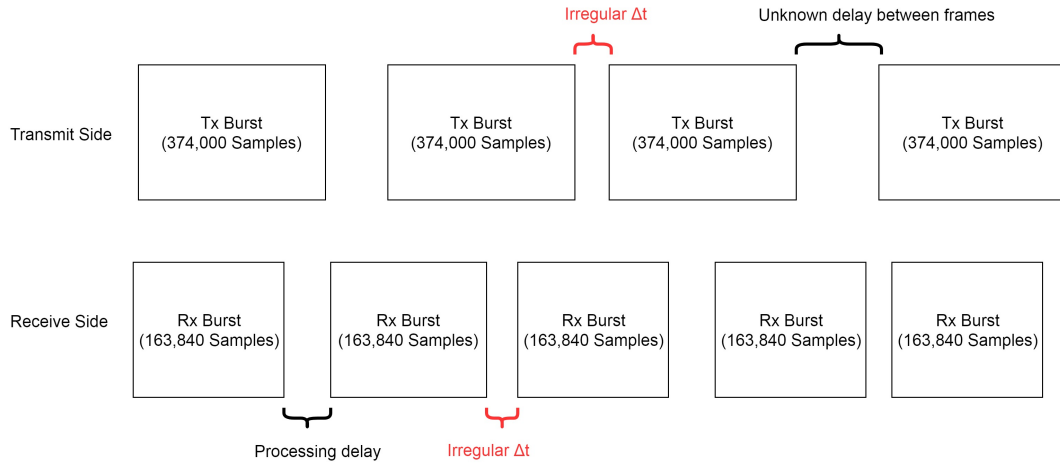 Irregular Δt
Unknown delay between frames
Transmit Side
Tx Burst
(374,000 Samples)
Tx Burst
(374,000 Samples)
Tx Burst
(374,000 Samples)
Tx Burst
(374,000 Samples)
Receive Side
Rx Burst
(163,840 Samples)
Rx Burst
(163,840 Samples)
Rx Burst
(163,840 Samples)
Rx Burst
(163,840 Samples)
Rx Burst
(163,840 Samples)
Processing delay
Irregular Δt